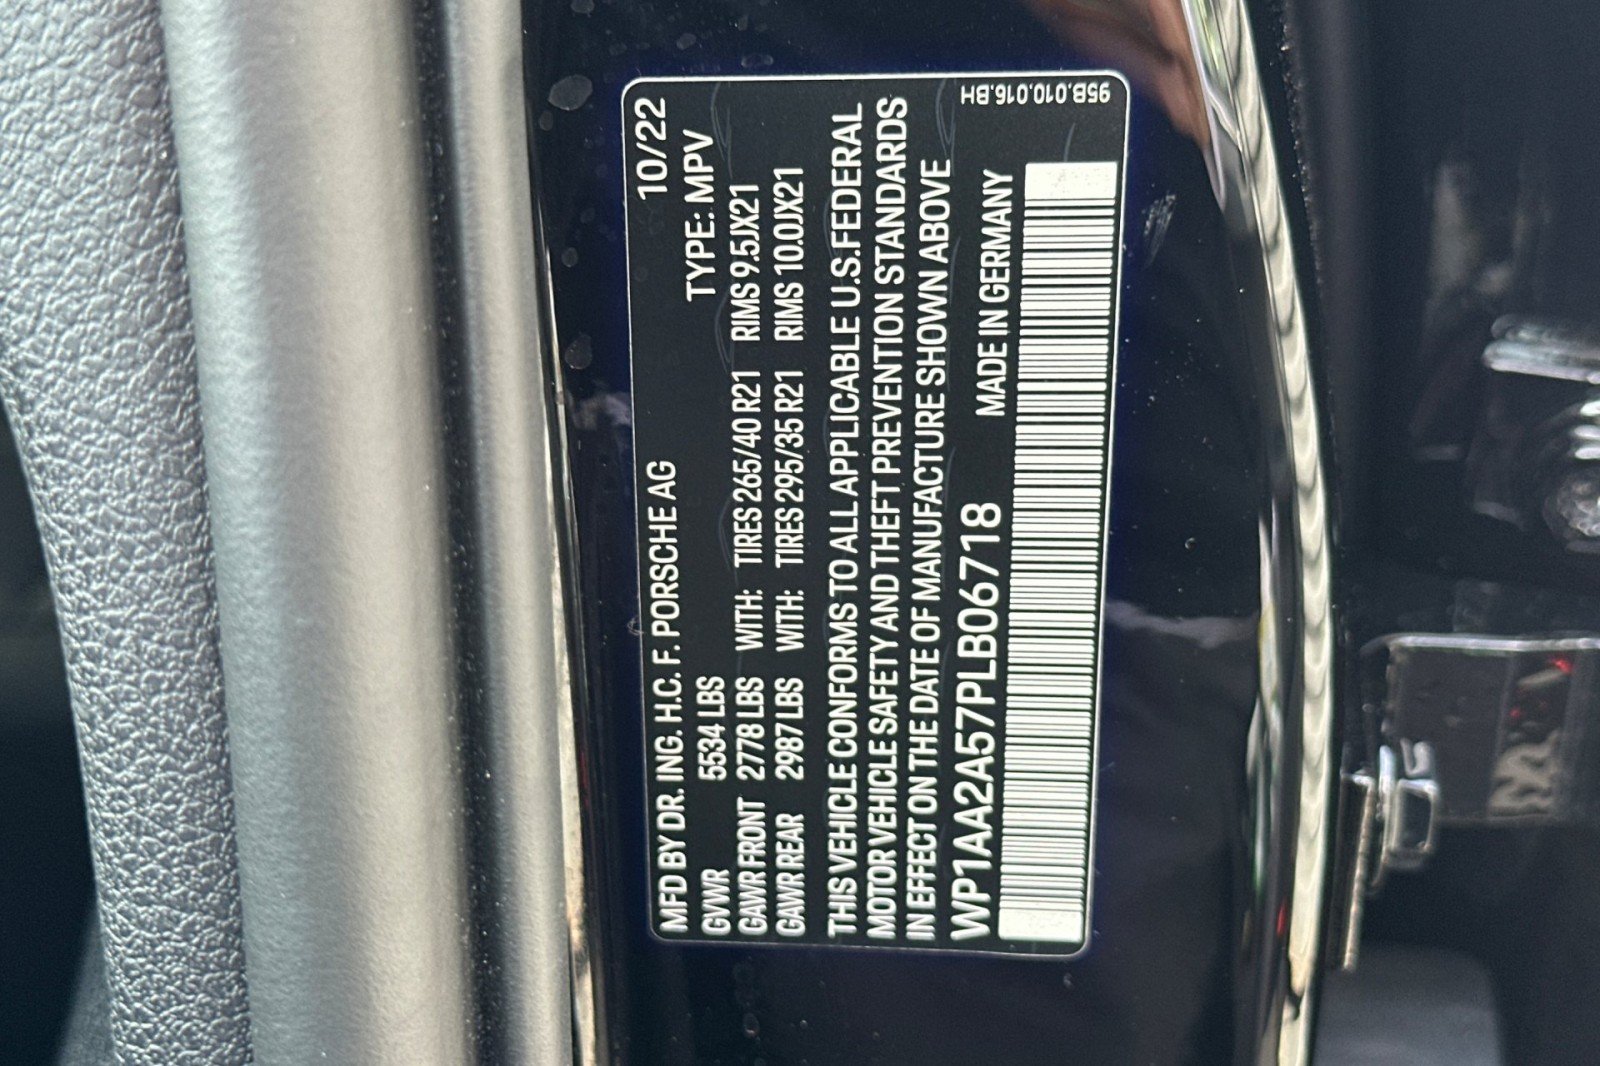 MFD BY DR. ING. H.C. F. PORSCHE AG 10/22
GVWR 5534 LBS TYPE: MPV
GAWR FRONT 2778 LBS WITH: TIRES 265/40 R21 RIMS 9.5JX21
GAWR REAR 2987 LBS WITH: TIRES 295/35 R21 RIMS 10.0JX21
THIS VEHICLE CONFORMS TO ALL APPLICABLE U.S. FEDERAL
MOTOR VEHICLE SAFETY AND THEFT PREVENTION STANDARDS
IN EFFECT ON THE DATE OF MANUFACTURE SHOWN ABOVE
WP1AA2A57PLB06718 MADE IN GERMANY
95B.010.016.BH